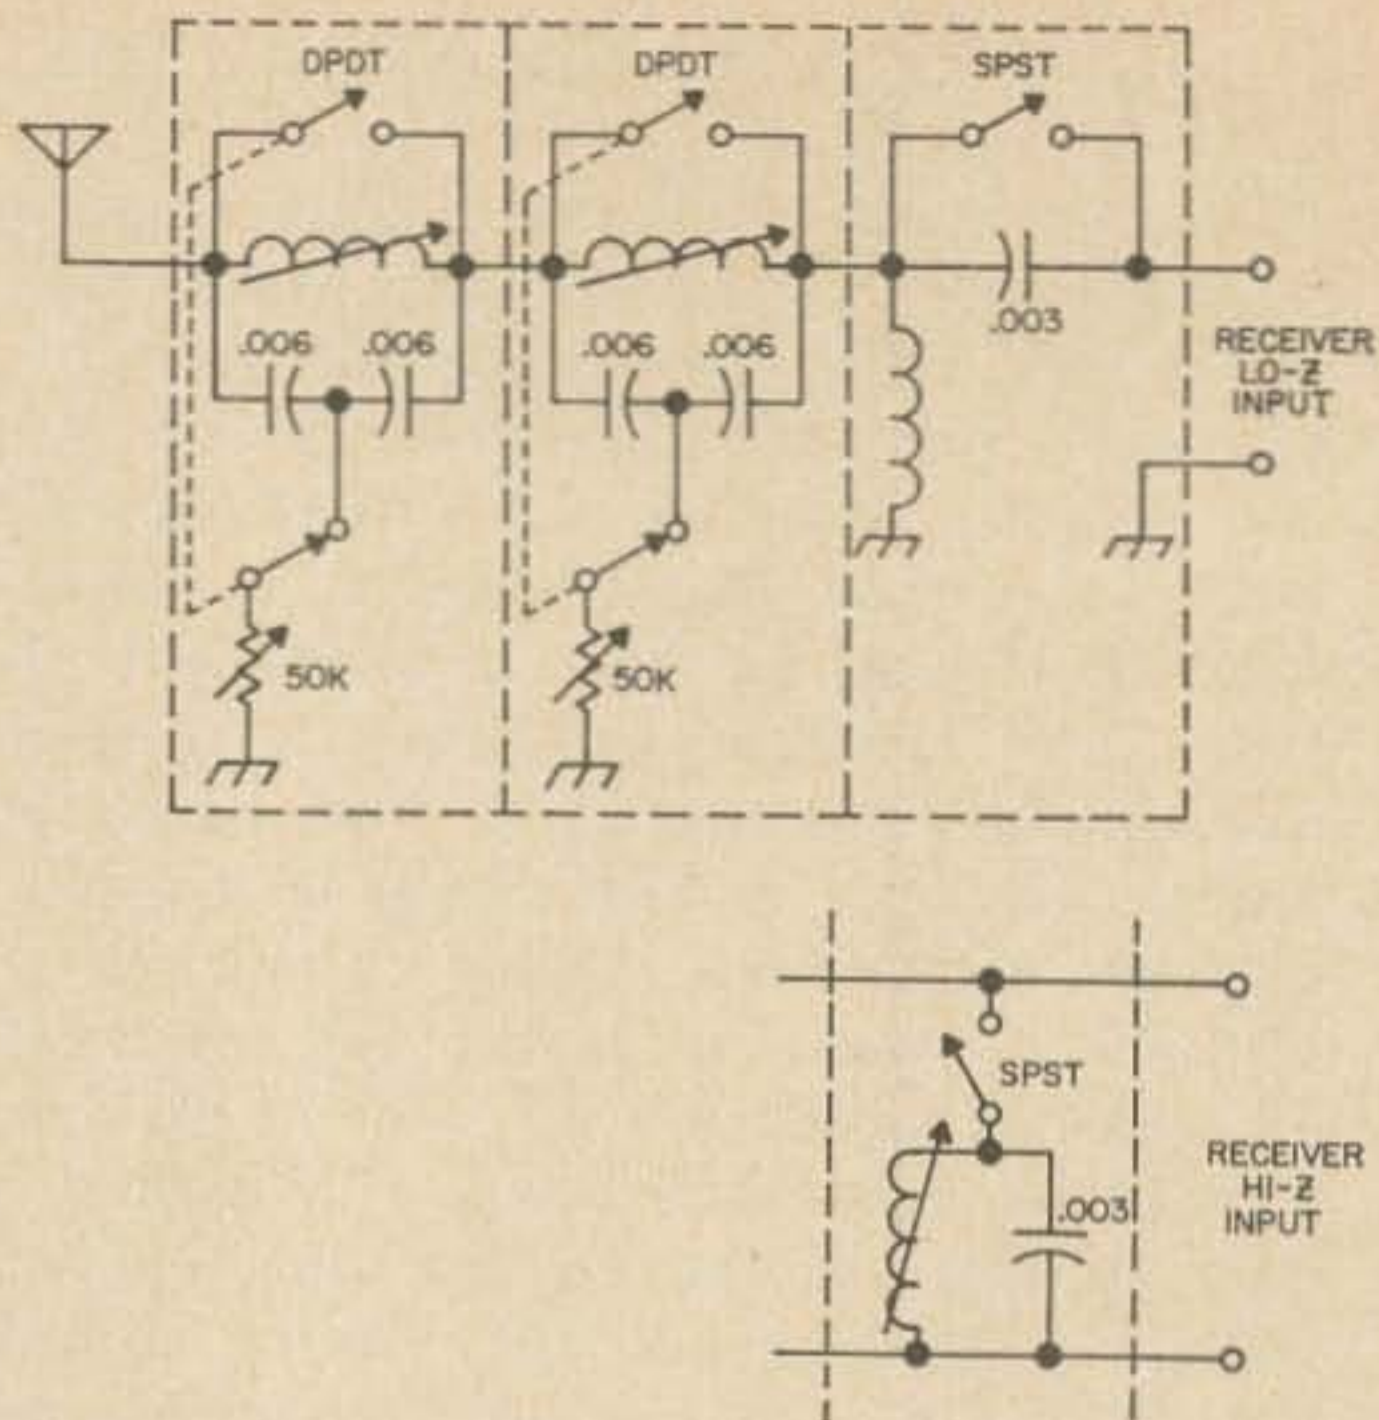 DPDT
DPDT
SPST
.006
.006
.006
.006
.003
RECEIVER
LO-Z
INPUT
50K
50K
SPST
.003
RECEIVER
HI-Z
INPUT